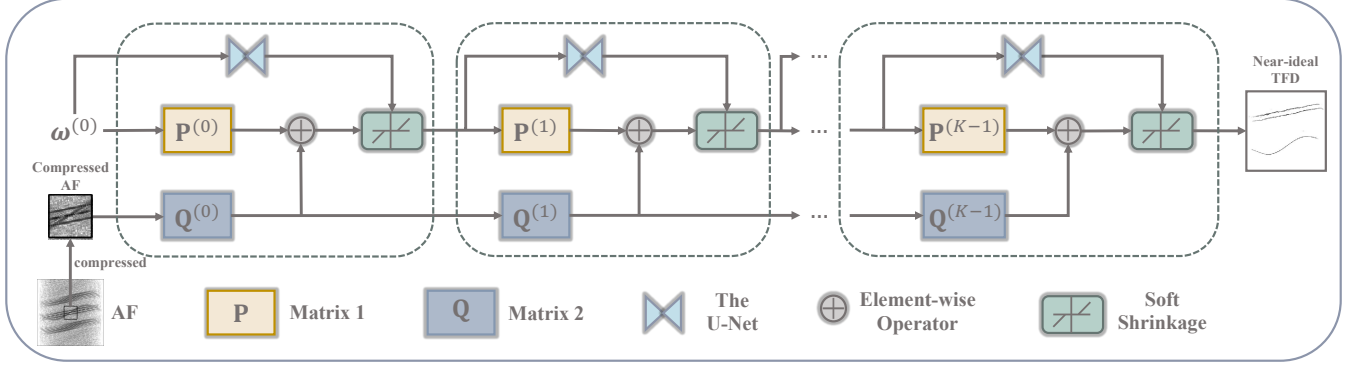 Near-ideal
TFD
ω^(0)
P^(0)
P^(1)
...
...
P^(K−1)
Compressed
AF
Q^(0)
Q^(1)
...
Q^(K−1)
compressed
AF
P
Matrix 1
Q
Matrix 2
The
U-Net
Element-wise
Operator
Soft
Shrinkage